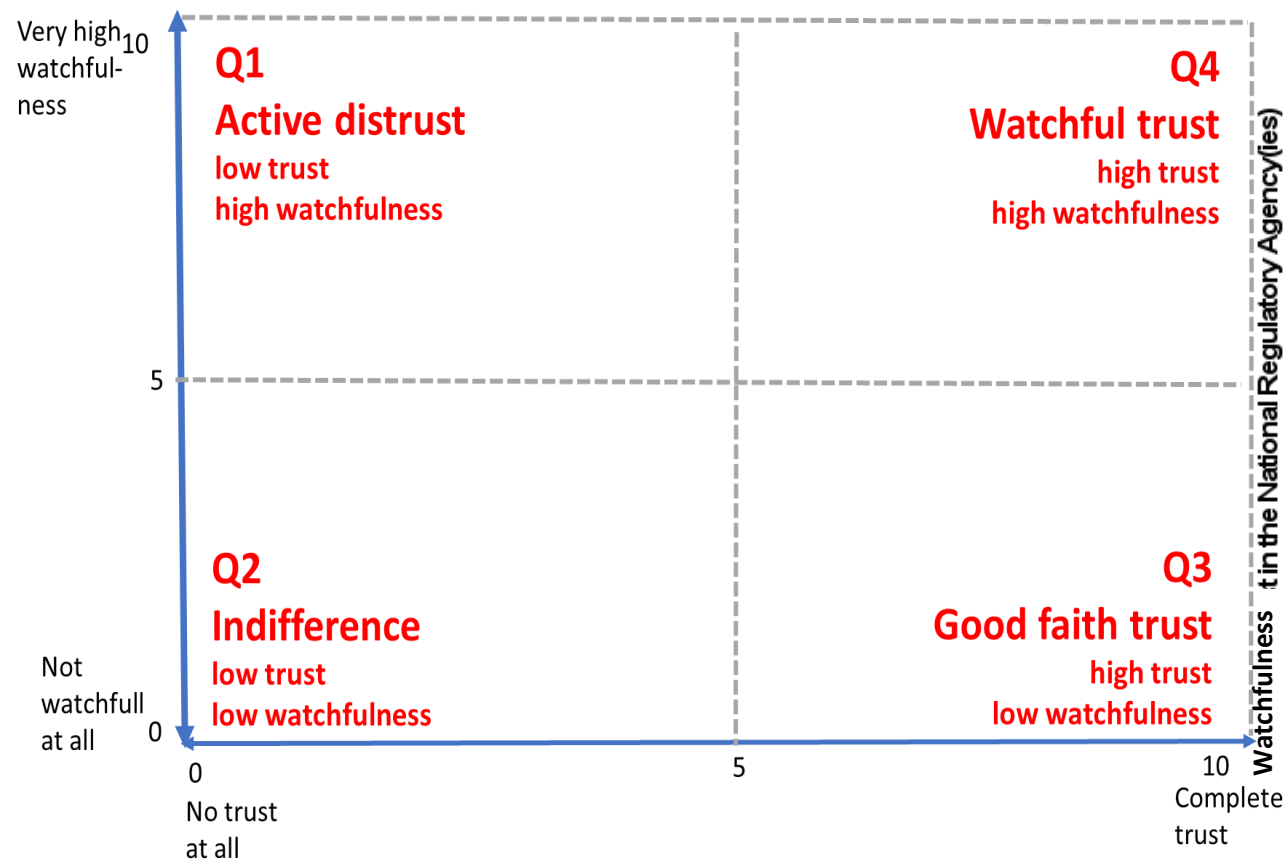 Very high
watchful-
ness
10
Q1
Active distrust
low trust
high watchfulness
Q4
Watchful trust
high trust
high watchfulness
5
Q2
Indifference
low trust
low watchfulness
Q3
Good faith trust
high trust
low watchfulness
Not
watchfull
at all
0
0
No trust
at all
5
10
Complete
trust
Watchfulness t in the National Regulatory Agency(ies)